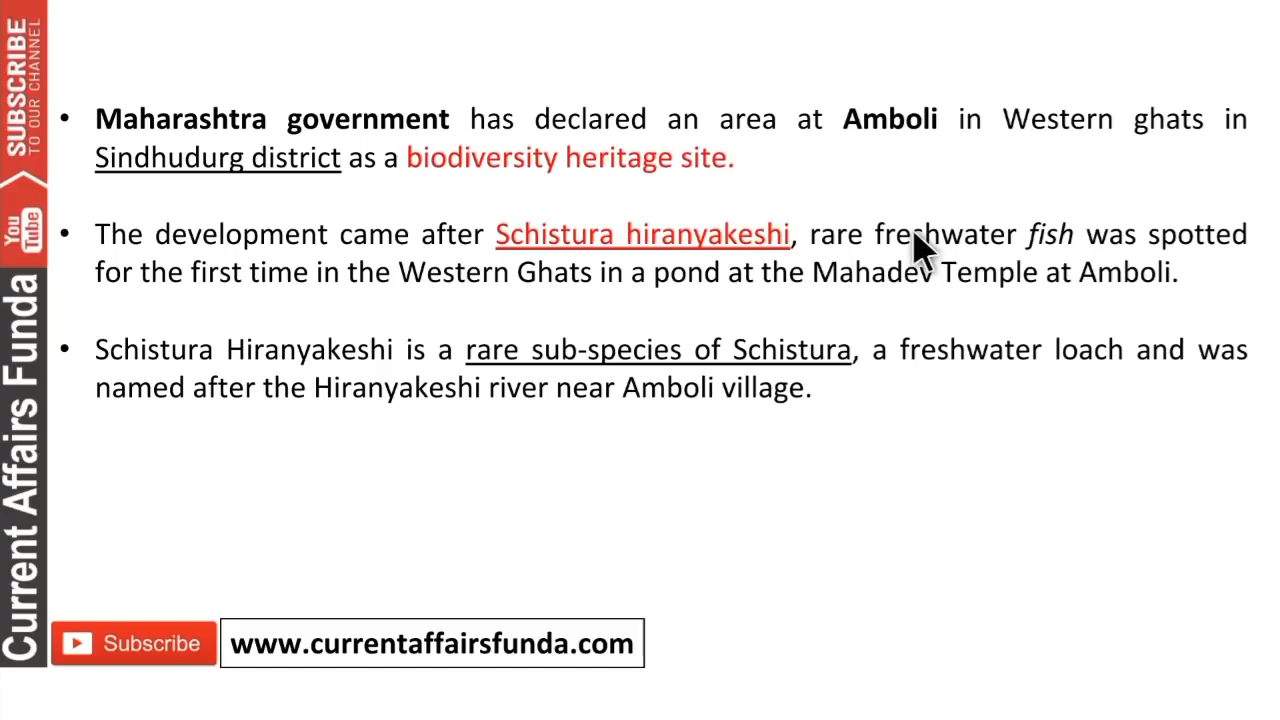 SUBSCRIBE
TO OUR CHANNEL
You
Tube
Current Affairs Funda
• Maharashtra government has declared an area at Amboli in Western ghats in
Sindhudurg district as a biodiversity heritage site.
• The development came after Schistura hiranyakeshi, rare freshwater fish was spotted
for the first time in the Western Ghats in a pond at the Mahadev Temple at Amboli.
• Schistura Hiranyakeshi is a rare sub-species of Schistura, a freshwater loach and was
named after the Hiranyakeshi river near Amboli village.
Subscribe
www.currentaffairsfunda.com